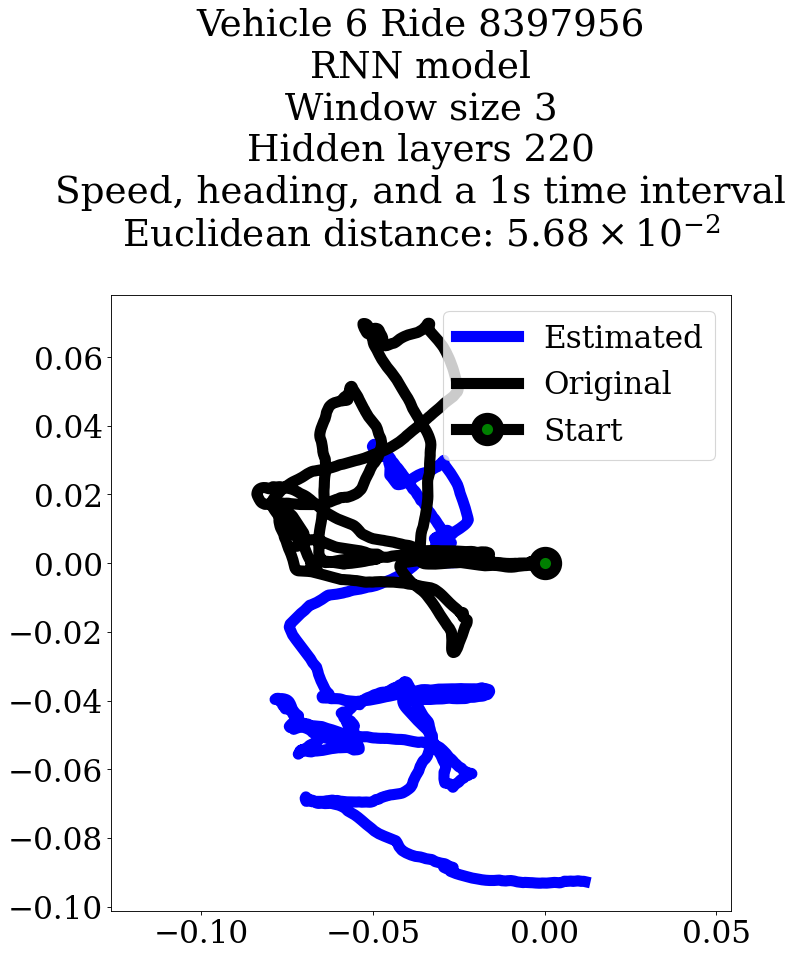 Vehicle 6 Ride 8397956
RNN model
Window size 3
Hidden layers 220
Speed, heading, and a 1s time interval
Euclidean distance: 5.68 × 10⁻²
Estimated
Original
Start
0.06
0.04
0.02
0.00
−0.02
−0.04
−0.06
−0.08
−0.10
−0.10 −0.05 0.00 0.05